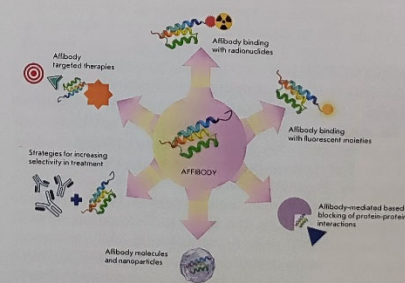 Affibody binding
with radionuclides
Affibody
targeted therapies
Affibody binding
with fluorescent moieties
Strategies for increasing
selectivity in treatment
AFFIBODY
Affibody-mediated based
blocking of protein-protein
interactions
Affibody molecules
and nanoparticles